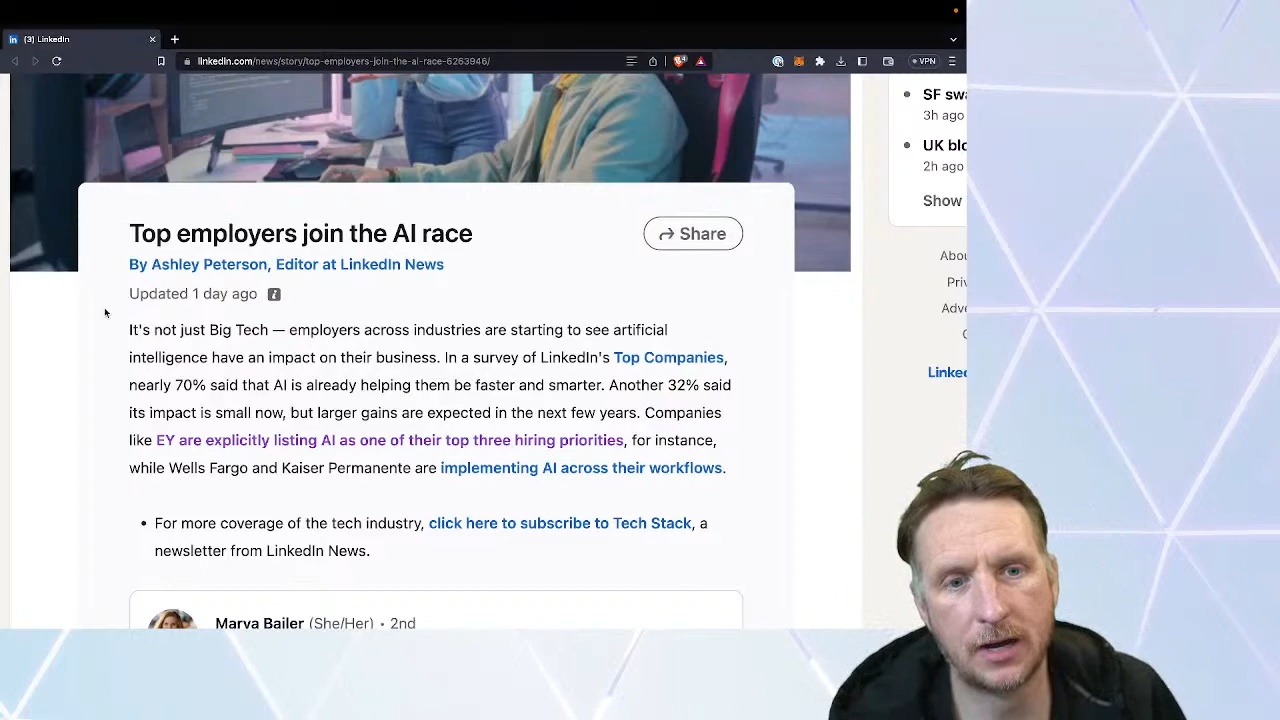 (3) LinkedIn
linkedin.com/news/story/top-employers-join-the-ai-race-6263946/
VPN
SF swa
3h ago
UK blo
2h ago
Show
Abou
Priv
Adve
Linke
Top employers join the AI race
Share
By Ashley Peterson, Editor at LinkedIn News
Updated 1 day ago
It's not just Big Tech — employers across industries are starting to see artificial
intelligence have an impact on their business. In a survey of LinkedIn's Top Companies,
nearly 70% said that AI is already helping them be faster and smarter. Another 32% said
its impact is small now, but larger gains are expected in the next few years. Companies
like EY are explicitly listing AI as one of their top three hiring priorities, for instance,
while Wells Fargo and Kaiser Permanente are implementing AI across their workflows.
• For more coverage of the tech industry, click here to subscribe to Tech Stack, a
newsletter from LinkedIn News.
Marva Bailer (She/Her) • 2nd